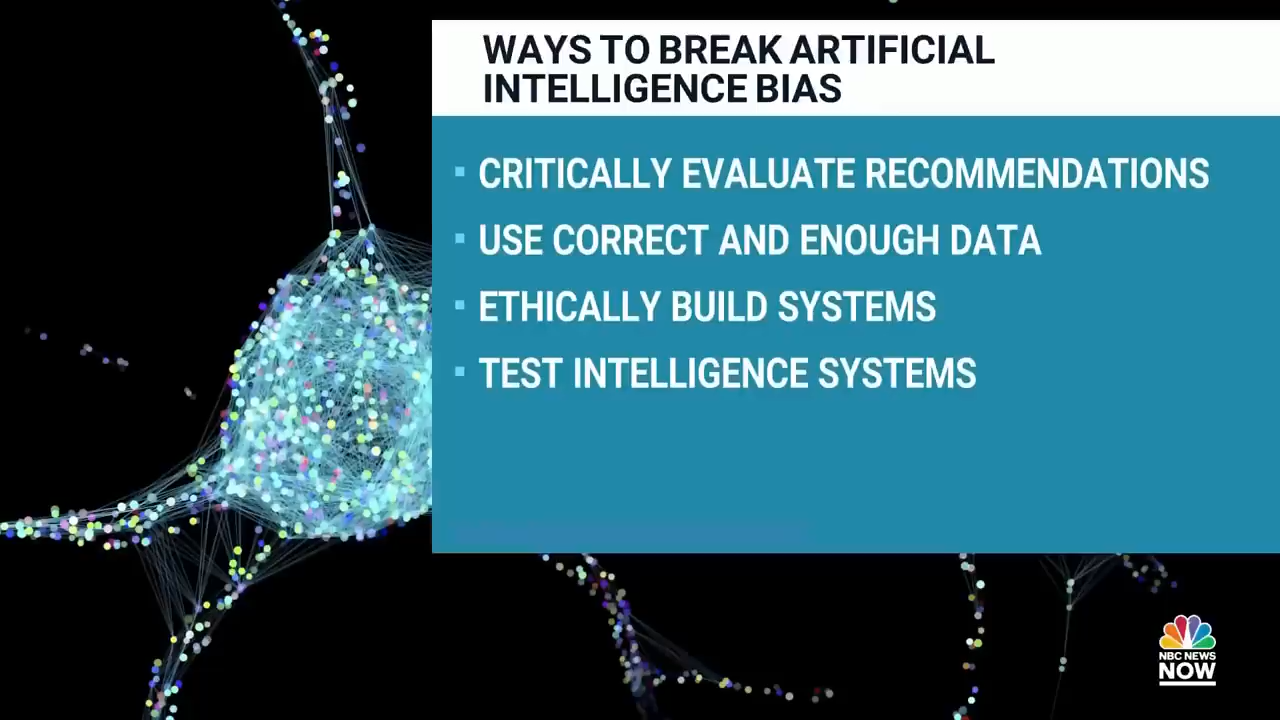 WAYS TO BREAK ARTIFICIAL
INTELLIGENCE BIAS
CRITICALLY EVALUATE RECOMMENDATIONS
USE CORRECT AND ENOUGH DATA
ETHICALLY BUILD SYSTEMS
TEST INTELLIGENCE SYSTEMS
NBC NEWS
NOW